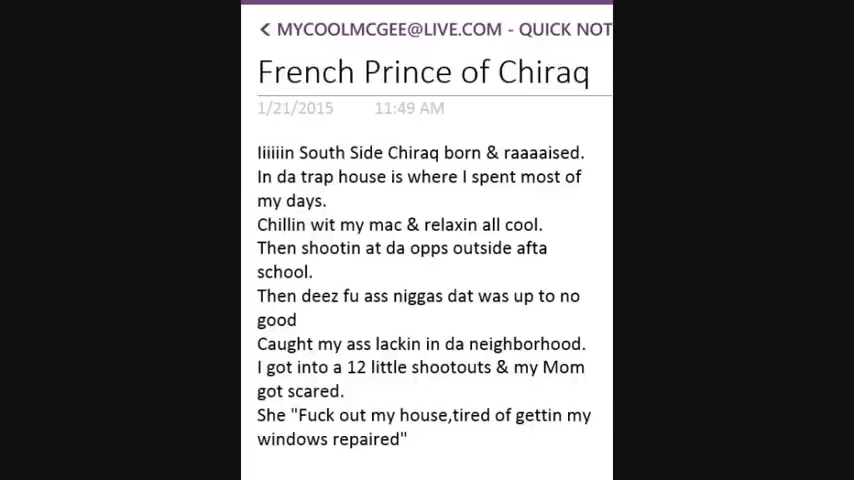 < MYCOOLMCGEE@LIVE.COM - QUICK NOT
French Prince of Chiraq
1/21/2015 11:49 AM
Iiiiiin South Side Chiraq born & raaaaised.
In da trap house is where I spent most of
my days.
Chillin wit my mac & relaxin all cool.
Then shootin at da opps outside afta
school.
Then deez fu ass niggas dat was up to no
good
Caught my ass lackin in da neighborhood.
I got into a 12 little shootouts & my Mom
got scared.
She "Fuck out my house,tired of gettin my
windows repaired"